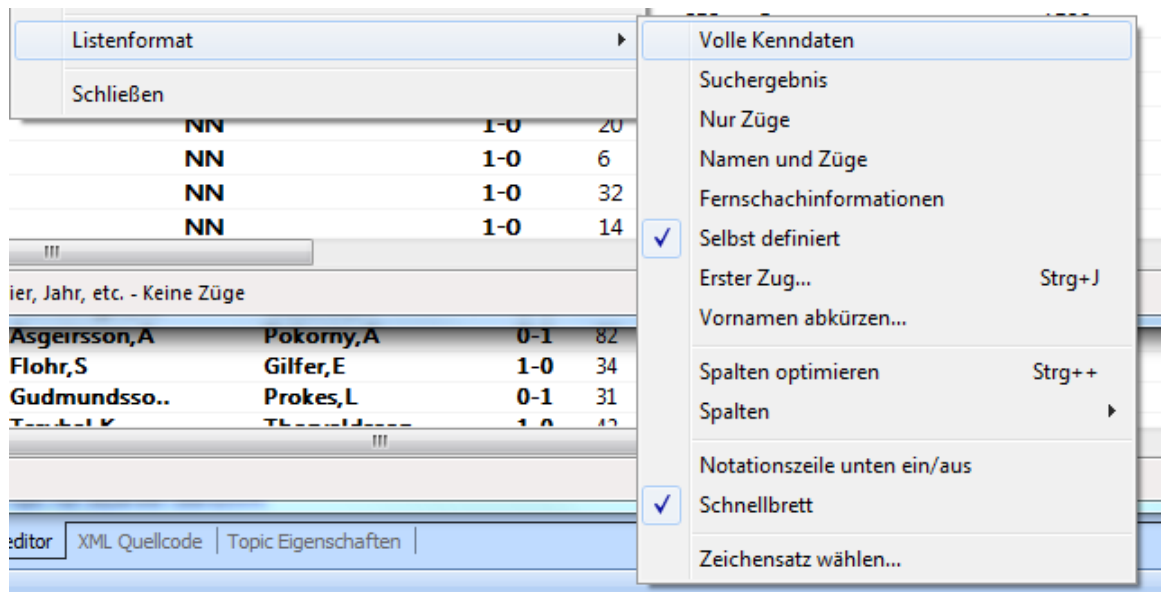 Listenformat
Schließen
Volle Kenndaten
Suchergebnis
Nur Züge
Namen und Züge
Fernschachinformationen
Selbst definiert
Erster Zug... Strg+J
Vornamen abkürzen...
Spalten optimieren Strg++
Spalten
Notationszeile unten ein/aus
Schnellbrett
Zeichensatz wählen...
NN 1-0 20
NN 1-0 6
NN 1-0 32
NN 1-0 14
ier, Jahr, etc. - Keine Züge
Asgeirsson,A Pokorny,A 0-1 82
Flohr,S Gilfer,E 1-0 34
Gudmundsso.. Prokes,L 0-1 31
editor XML Quellcode Topic Eigenschaften